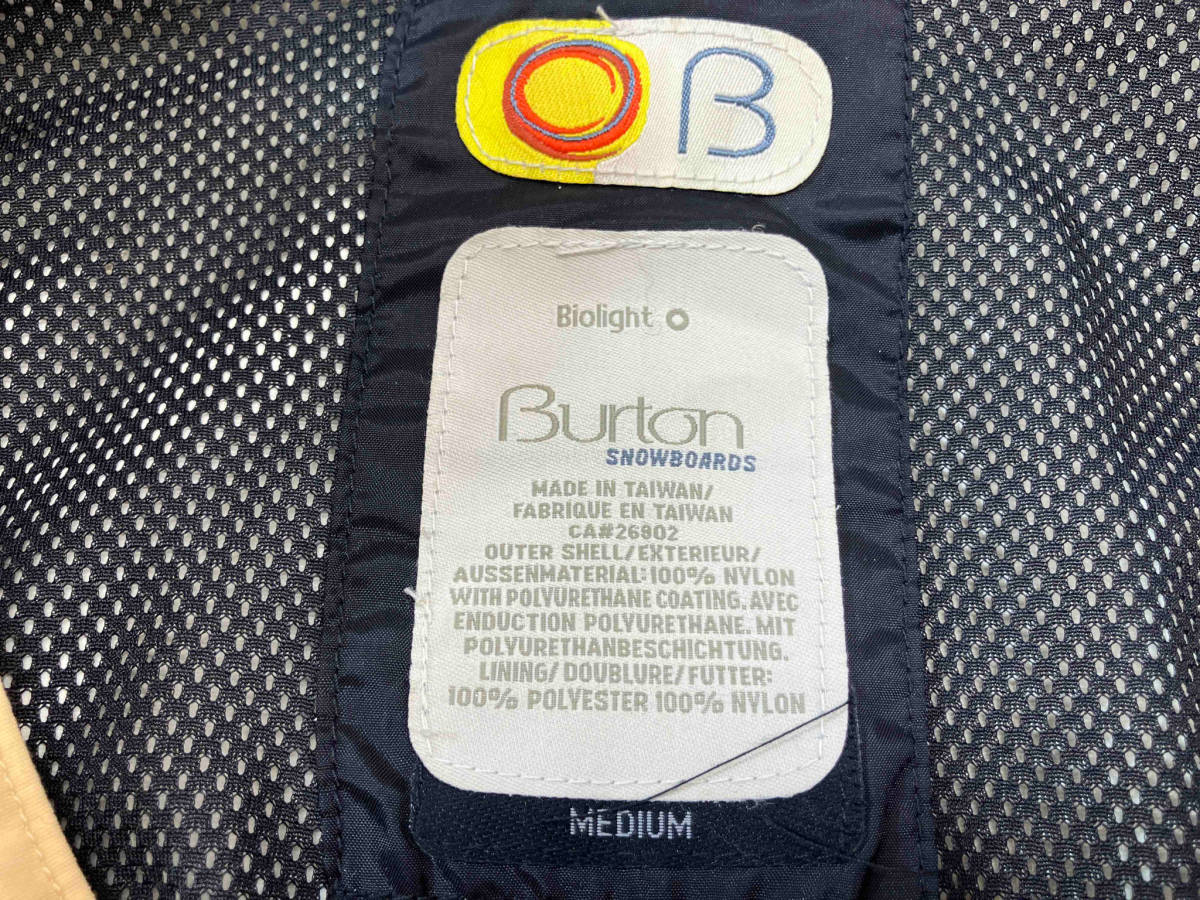 B
Biolight
Burton
SNOWBOARDS
MADE IN TAIWAN/
FABRIQUE EN TAIWAN
CA#26802
OUTER SHELL/EXTERIEUR/
AUSSENMATERIAL: 100% NYLON
WITH POLYURETHANE COATING. AVEC
ENDUCTION POLYURETHANE. MIT
POLYURETHANBESCHICHTUNG.
LINING/DOUBLURE/FUTTER:
100% POLYESTER 100% NYLON
MEDIUM